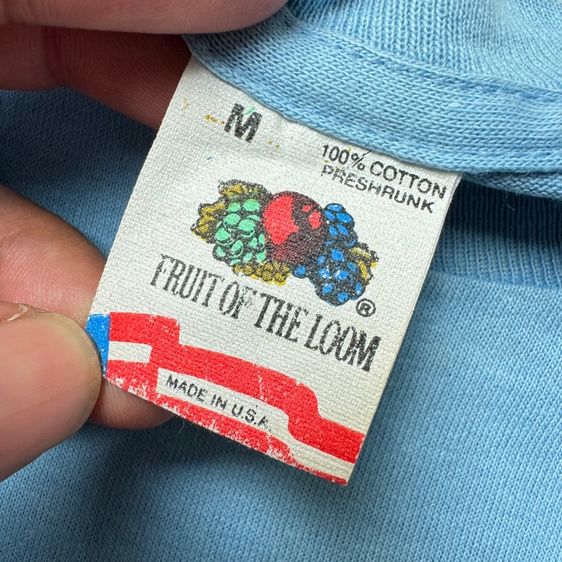 M
100% COTTON
PRESHRUNK
FRUIT OF THE LOOM
®
MADE IN U.S.A.